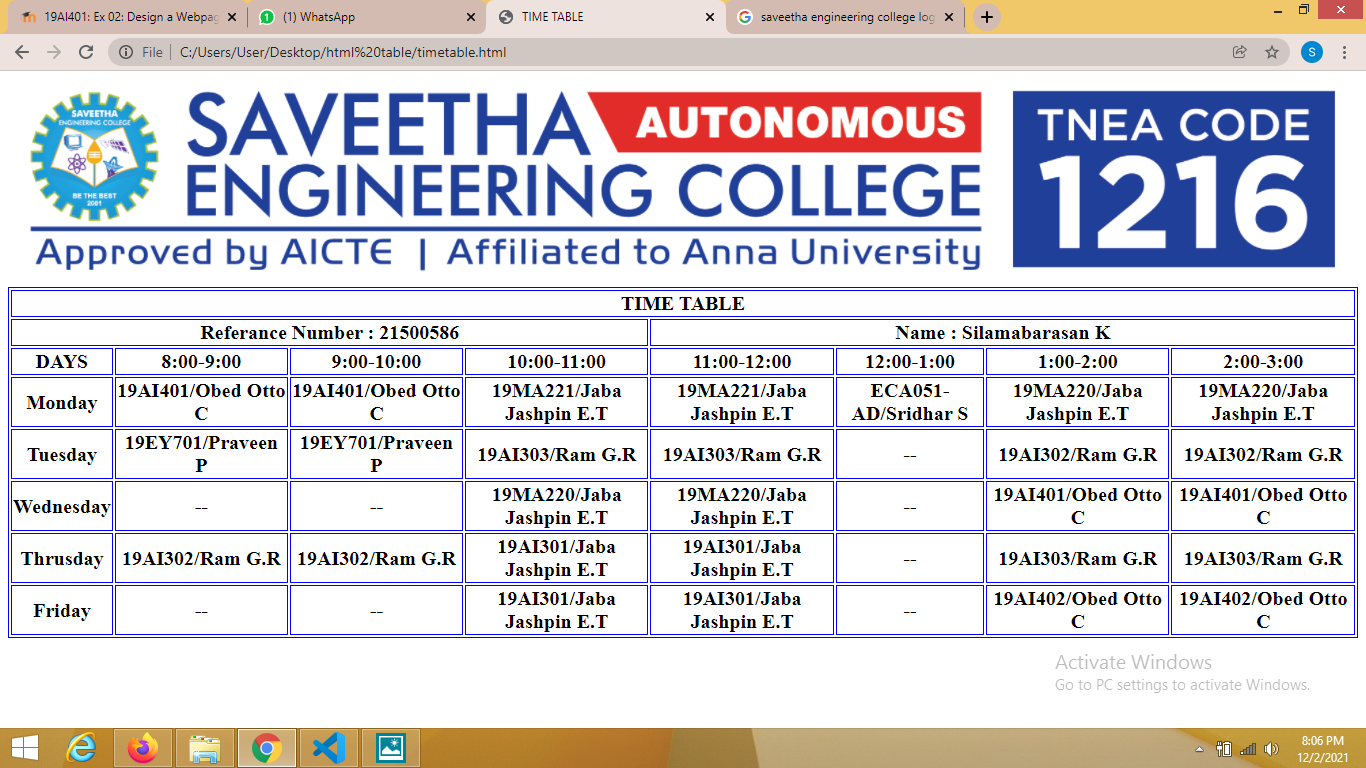 19AI401: Ex 02: Design a Webpag
(1) WhatsApp
TIME TABLE
saveetha engineering college log
File
C:/Users/User/Desktop/html%20table/timetable.html
S
SAVEETHA
ENGINEERING COLLEGE
BE THE BEST
2001
SAVEETHA AUTONOMOUS
ENGINEERING COLLEGE
Approved by AICTE | Affiliated to Anna University
TNEA CODE
1216
TIME TABLE
Referance Number : 21500586 Name : Silamabarasan K
DAYS 8:00-9:00 9:00-10:00 10:00-11:00 11:00-12:00 12:00-1:00 1:00-2:00 2:00-3:00
Monday 19AI401/Obed Otto C 19AI401/Obed Otto C 19MA221/Jaba Jashpin E.T 19MA221/Jaba Jashpin E.T ECA051-AD/Sridhar S 19MA220/Jaba Jashpin E.T 19MA220/Jaba Jashpin E.T
Tuesday 19EY701/Praveen P 19EY701/Praveen P 19AI303/Ram G.R 19AI303/Ram G.R -- 19AI302/Ram G.R 19AI302/Ram G.R
Wednesday -- -- 19MA220/Jaba Jashpin E.T 19MA220/Jaba Jashpin E.T -- 19AI401/Obed Otto C 19AI401/Obed Otto C
Thrusday 19AI302/Ram G.R 19AI302/Ram G.R 19AI301/Jaba Jashpin E.T 19AI301/Jaba Jashpin E.T -- 19AI303/Ram G.R 19AI303/Ram G.R
Friday -- -- 19AI301/Jaba Jashpin E.T 19AI301/Jaba Jashpin E.T -- 19AI402/Obed Otto C 19AI402/Obed Otto C
Activate Windows
Go to PC settings to activate Windows.
8:06 PM
12/2/2021